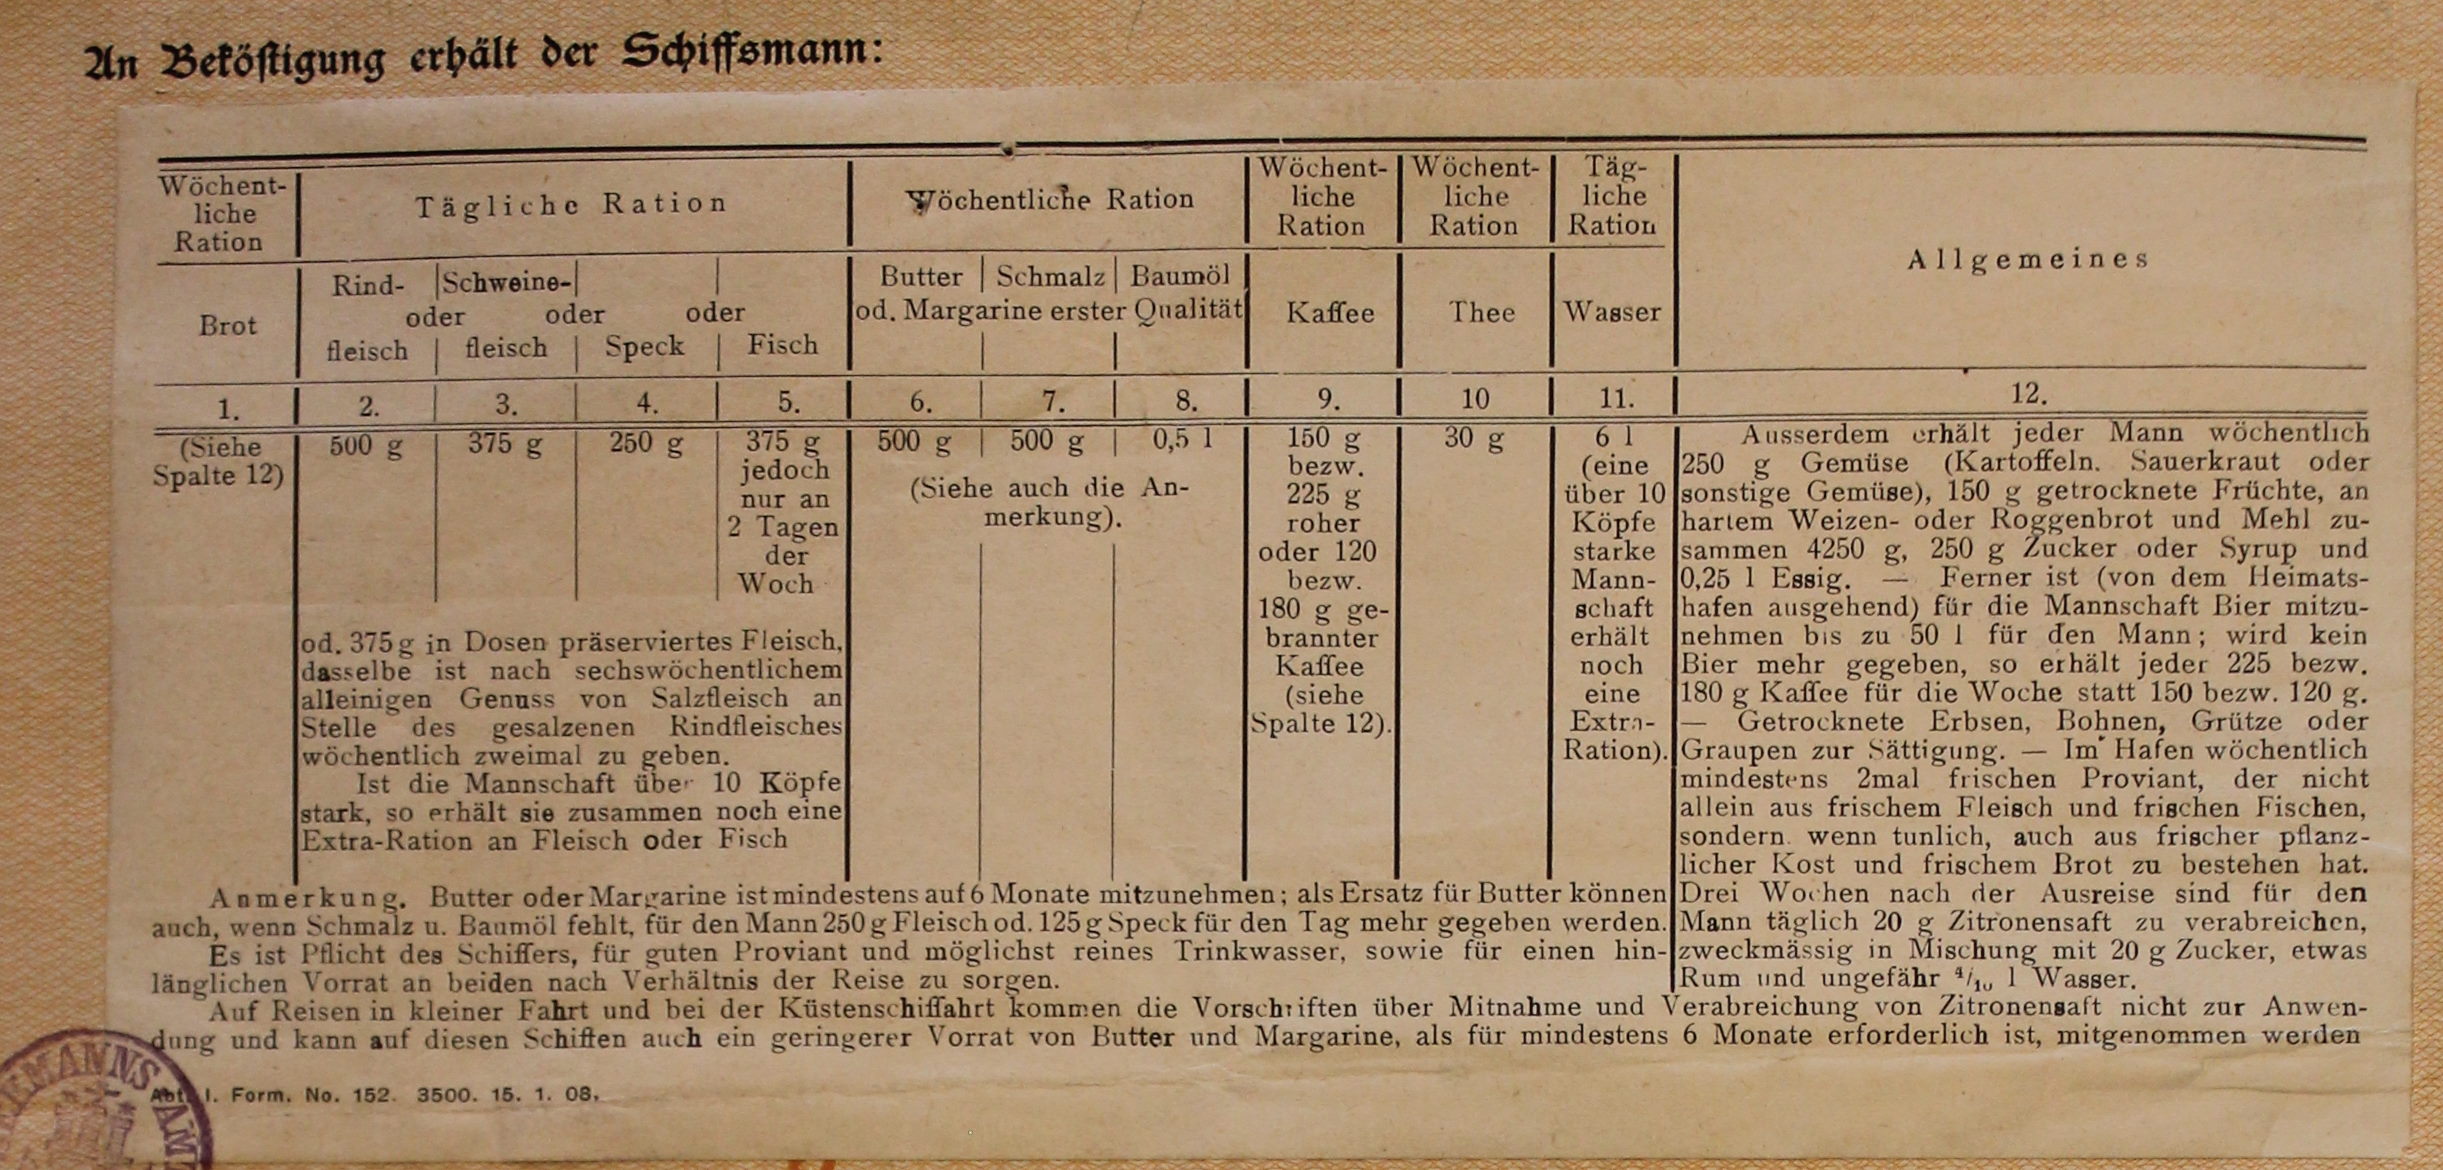 An Beköstigung erhält der Schiffsmann:
Wöchent-
liche
Ration
Tägliche Ration
Wöchentliche Ration
Wöchent-
liche
Ration
Wöchent-
liche
Ration
Täg-
liche
Ration
Allgemeines
Brot
Rind- Schweine-
oder oder oder
fleisch fleisch Speck Fisch
Butter Schmalz Baumöl
od. Margarine erster Qualität
Kaffee
Thee
Wasser
1. 2. 3. 4. 5. 6. 7. 8. 9. 10 11. 12.
(Siehe
Spalte 12)
500 g 375 g 250 g 375 g
jedoch
nur an
2 Tagen
der
Woch
od. 375 g in Dosen präserviertes Fleisch,
dasselbe ist nach sechswöchentlichem
alleinigen Genuss von Salzfleisch an
Stelle des gesalzenen Rindfleisches
wöchentlich zweimal zu geben.
Ist die Mannschaft über 10 Köpfe
stark, so erhält sie zusammen noch eine
Extra-Ration an Fleisch oder Fisch
500 g 500 g 0,5 l
(Siehe auch die An-
merkung).
150 g
bezw.
225 g
roher
oder 120
bezw.
180 g ge-
brannter
Kaffee
(siehe
Spalte 12).
30 g
6 l
(eine
über 10
Köpfe
starke
Mann-
schaft
erhält
noch
eine
Extra-
Ration).
Ausserdem erhält jeder Mann wöchentlich
250 g Gemüse (Kartoffeln. Sauerkraut oder
sonstige Gemüse), 150 g getrocknete Früchte, an
hartem Weizen- oder Roggenbrot und Mehl zu-
sammen 4250 g, 250 g Zucker oder Syrup und
0,25 l Essig. — Ferner ist (von dem Heimats-
hafen ausgehend) für die Mannschaft Bier mitzu-
nehmen bis zu 50 l für den Mann; wird kein
Bier mehr gegeben, so erhält jeder 225 bezw.
180 g Kaffee für die Woche statt 150 bezw. 120 g.
— Getrocknete Erbsen, Bohnen, Grütze oder
Graupen zur Sättigung. — Im Hafen wöchentlich
mindestens 2mal frischen Proviant, der nicht
allein aus frischem Fleisch und frischen Fischen,
sondern wenn tunlich, auch aus frischer pflanz-
licher Kost und frischem Brot zu bestehen hat.
Drei Wochen nach der Ausreise sind für den
Mann täglich 20 g Zitronensaft zu verabreichen,
zweckmässig in Mischung mit 20 g Zucker, etwas
Rum und ungefähr 4/10 l Wasser.
Anmerkung. Butter oder Margarine ist mindestens auf 6 Monate mitzunehmen; als Ersatz für Butter können
auch, wenn Schmalz u. Baumöl fehlt, für den Mann 250 g Fleisch od. 125 g Speck für den Tag mehr gegeben werden.
Es ist Pflicht des Schiffers, für guten Proviant und möglichst reines Trinkwasser, sowie für einen hin-
länglichen Vorrat an beiden nach Verhältnis der Reise zu sorgen.
Auf Reisen in kleiner Fahrt und bei der Küstenschiffahrt kommen die Vorschriften über Mitnahme und Verabreichung von Zitronensaft nicht zur Anwen-
dung und kann auf diesen Schiffen auch ein geringerer Vorrat von Butter und Margarine, als für mindestens 6 Monate erforderlich ist, mitgenommen werden
Abt. I. Form. No. 152. 3500. 15. 1. 08.